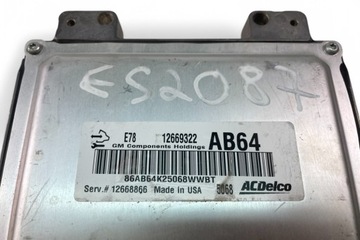 ES2087
E78 12669322 AB64
GM Components Holdings
86AB64K25068WWBT
Serv.# 12668866 Made in USA 5068 ACDelco